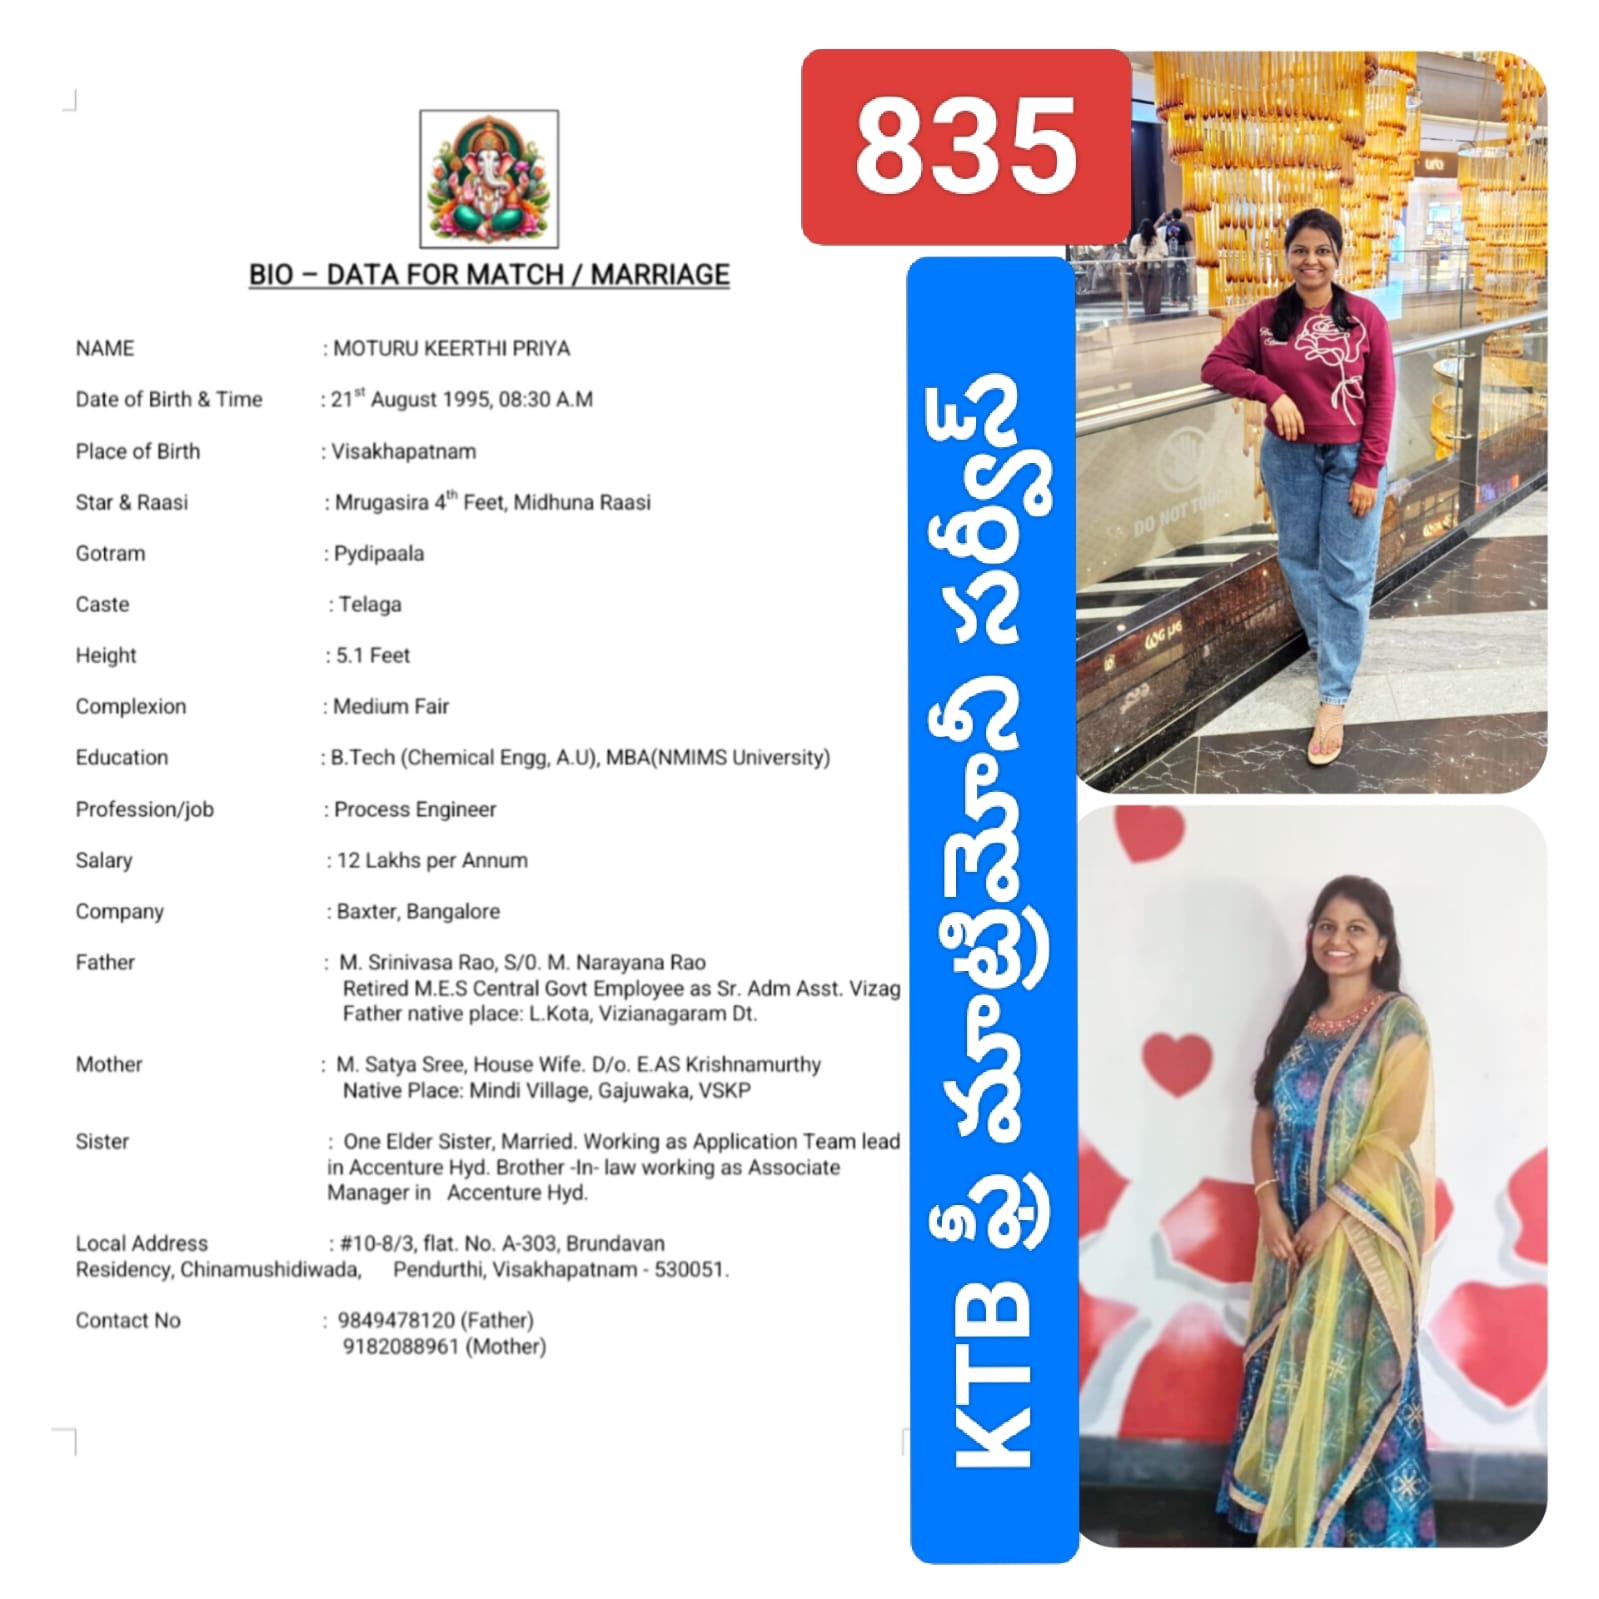 835
BIO – DATA FOR MATCH / MARRIAGE
NAME : MOTURU KEERTHI PRIYA
Date of Birth & Time : 21st August 1995, 08:30 A.M
Place of Birth : Visakhapatnam
Star & Raasi : Mrugasira 4th Feet, Midhuna Raasi
Gotram : Pydipaala
Caste : Telaga
Height : 5.1 Feet
Complexion : Medium Fair
Education : B.Tech (Chemical Engg, A.U), MBA(NMIMS University)
Profession/job : Process Engineer
Salary : 12 Lakhs per Annum
Company : Baxter, Bangalore
Father : M. Srinivasa Rao, S/0. M. Narayana Rao
Retired M.E.S Central Govt Employee as Sr. Adm Asst. Vizag
Father native place: L.Kota, Vizianagaram Dt.
Mother : M. Satya Sree, House Wife. D/o. E.AS Krishnamurthy
Native Place: Mindi Village, Gajuwaka, VSKP
Sister : One Elder Sister, Married. Working as Application Team lead
in Accenture Hyd. Brother -In- law working as Associate
Manager in Accenture Hyd.
Local Address : #10-8/3, flat. No. A-303, Brundavan
Residency, Chinamushidiwada, Pendurthi, Visakhapatnam - 530051.
Contact No : 9849478120 (Father)
9182088961 (Mother)
KTB ఫ్రీ మ్యాట్రిమోనీ సర్వీస్
DO NOT TOUCH